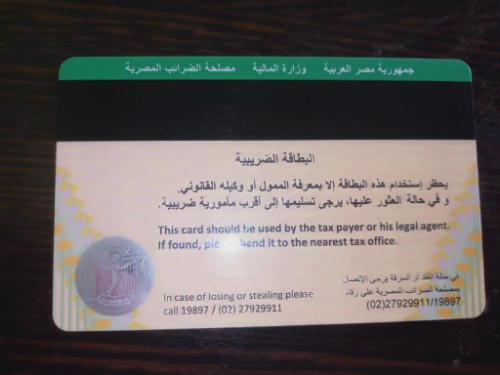 جمهورية مصر العربية وزارة المالية مصلحة الضرائب المصرية
البطاقة الضريبية
يحظر إستخدام هذه البطاقة إلا بمعرفة الممول أو وكيله القانوني.
و في حالة العثور عليها، يرجى تسليمها إلى أقرب مأمورية ضريبية.
This card should be used by the tax payer or his legal agent.
If found, hand it to the nearest tax office.
في حالة الفقد أو السرقة يرجى الإتصال
بمصلحة الضرائب المصرية على رقم
(02)27929911/19897
In case of losing or stealing please
call 19897 / (02) 27929911